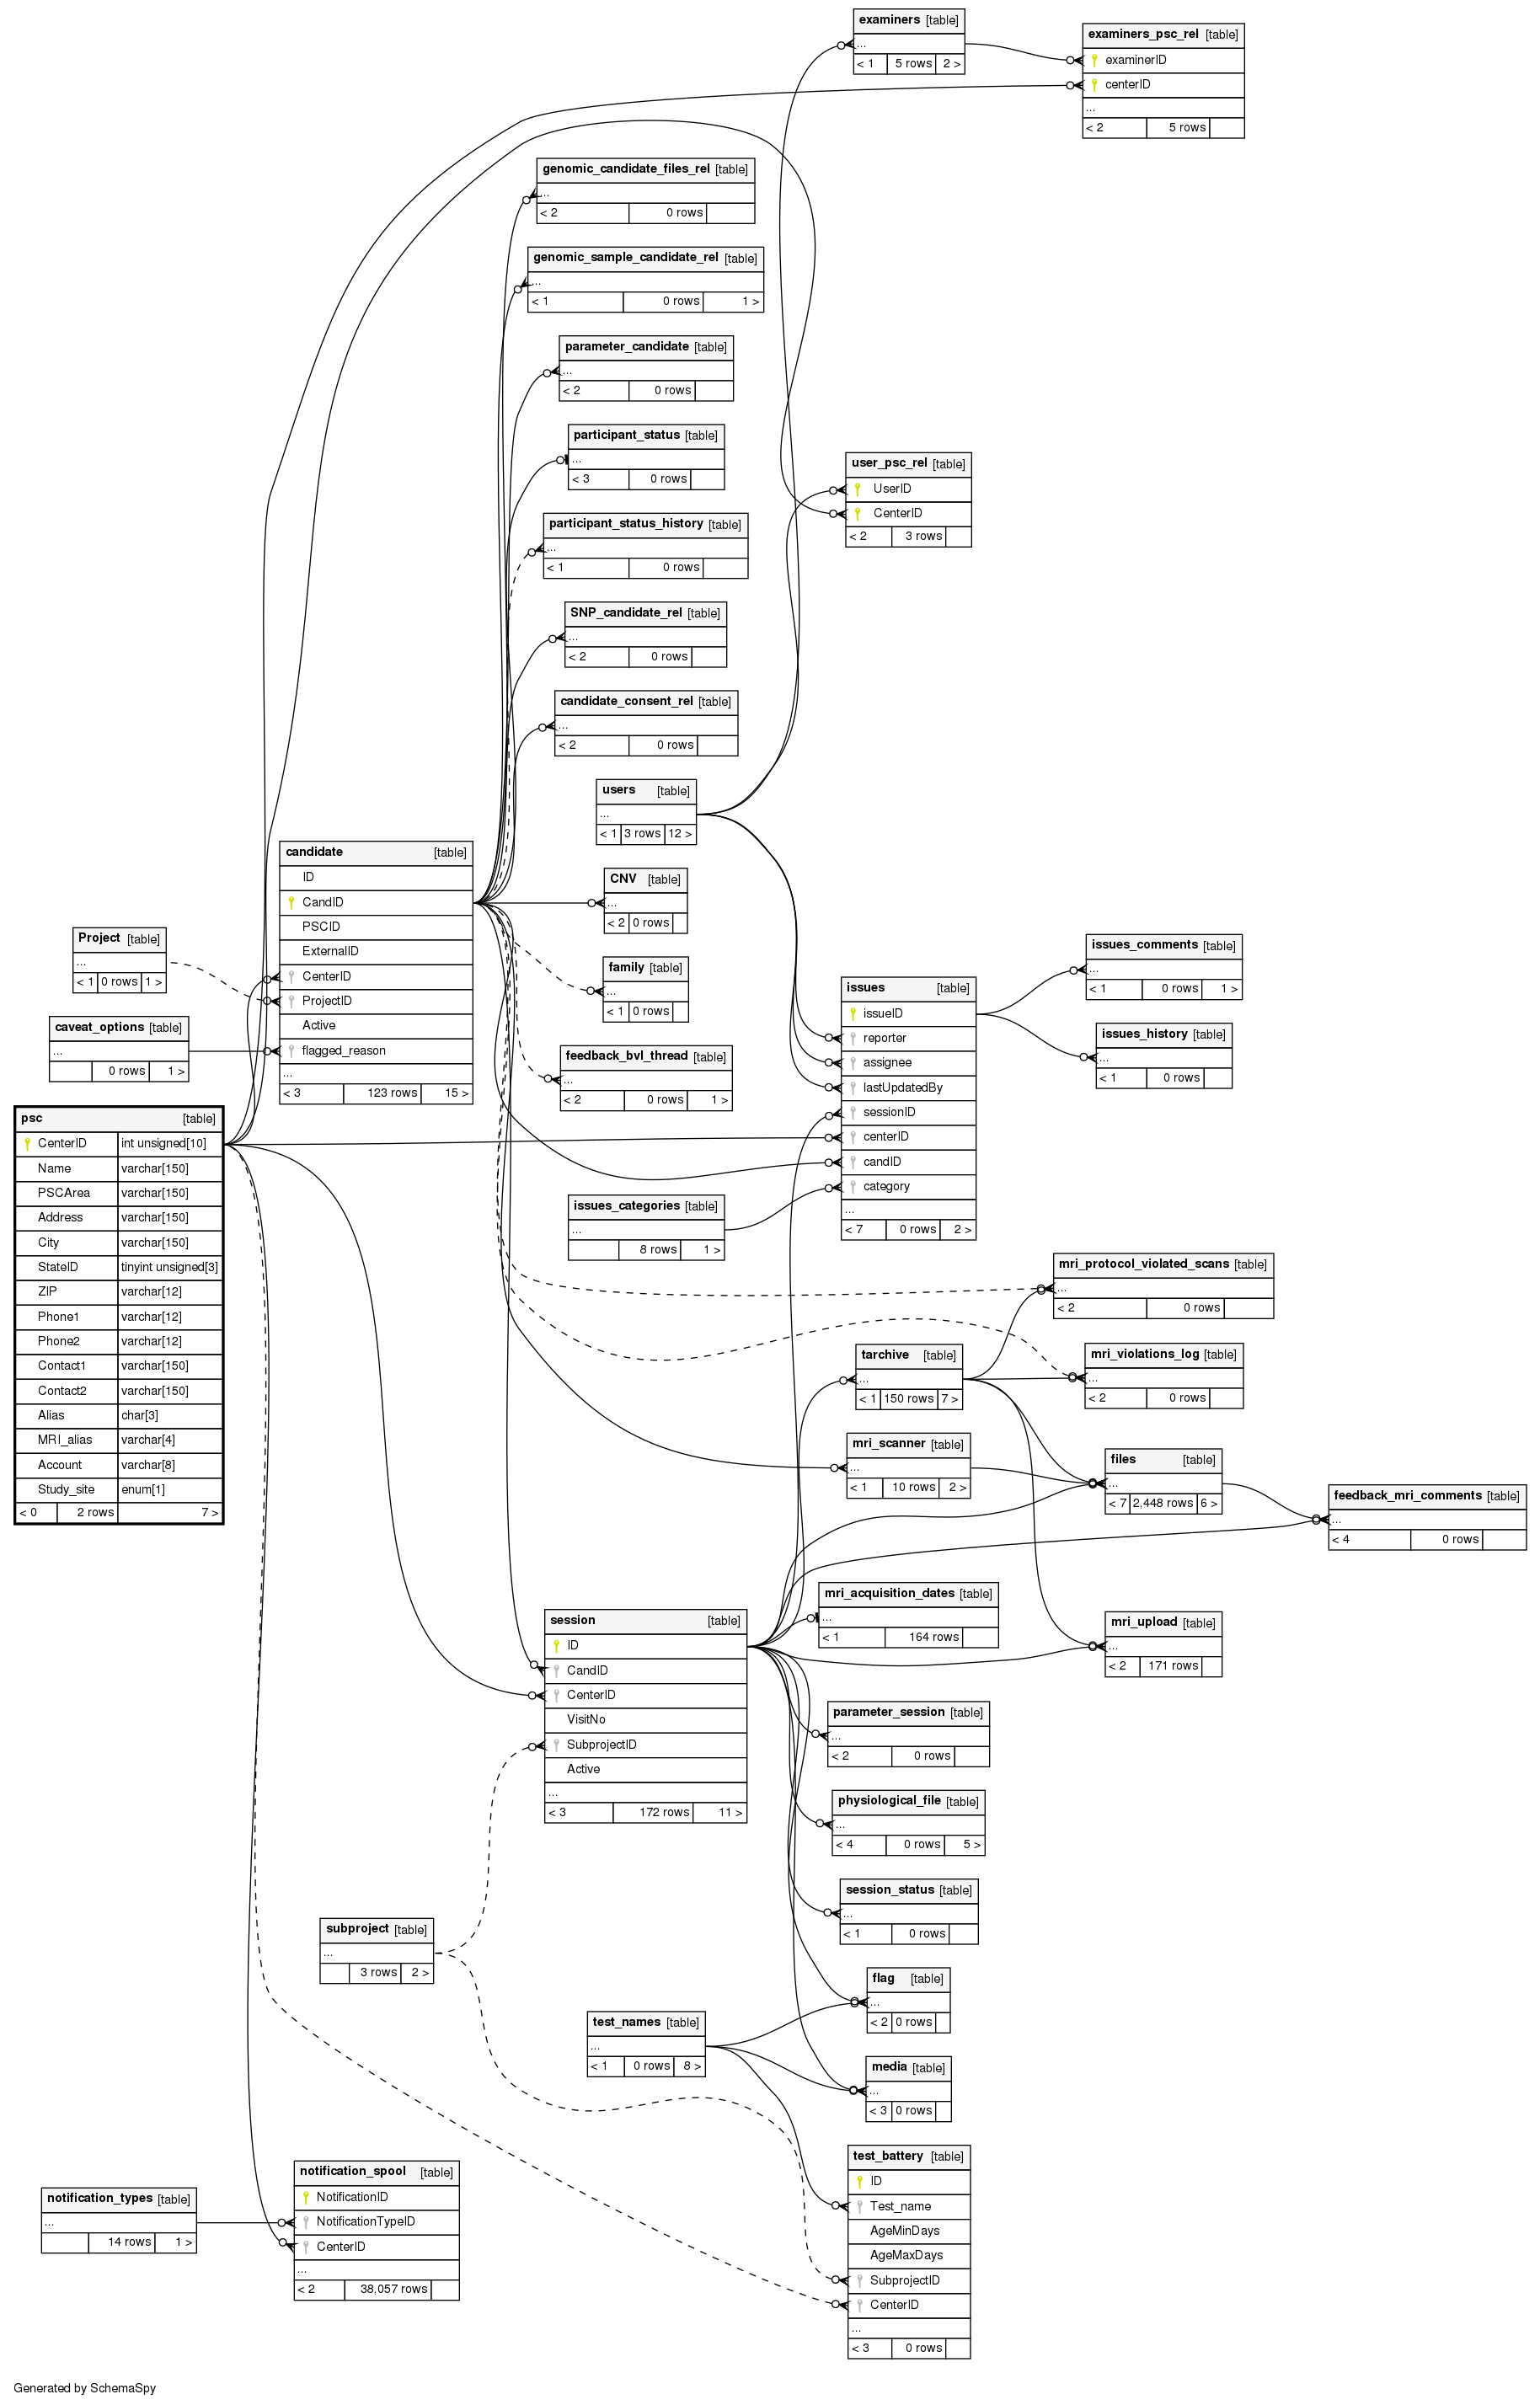 examiners [table]
...
< 1 5 rows 2 >
examiners_psc_rel [table]
examinerID
centerID
...
< 2 5 rows
genomic_candidate_files_rel [table]
...
< 2 0 rows
genomic_sample_candidate_rel [table]
...
< 1 0 rows 1 >
parameter_candidate [table]
...
< 2 0 rows
participant_status [table]
...
< 3 0 rows
user_psc_rel [table]
UserID
CenterID
< 2 3 rows
participant_status_history [table]
...
< 1 0 rows
SNP_candidate_rel [table]
...
< 2 0 rows
candidate_consent_rel [table]
...
< 2 0 rows
users [table]
...
< 1 3 rows 12 >
candidate [table]
ID
CandID
PSCID
ExternalID
CenterID
ProjectID
Active
flagged_reason
...
< 3 123 rows 15 >
CNV [table]
...
< 2 0 rows
Project [table]
...
< 1 0 rows 1 >
family [table]
...
< 1 0 rows
caveat_options [table]
...
0 rows 1 >
feedback_bvl_thread [table]
...
< 2 0 rows 1 >
issues [table]
issueID
reporter
assignee
lastUpdatedBy
sessionID
centerID
candID
category
...
< 7 0 rows 2 >
issues_comments [table]
...
< 1 0 rows 1 >
issues_history [table]
...
< 1 0 rows
psc [table]
CenterID int unsigned[10]
Name varchar[150]
PSCArea varchar[150]
Address varchar[150]
City varchar[150]
StateID tinyint unsigned[3]
ZIP varchar[12]
Phone1 varchar[12]
Phone2 varchar[12]
Contact1 varchar[150]
Contact2 varchar[150]
Alias char[3]
MRI_alias varchar[4]
Account varchar[8]
Study_site enum[1]
< 0 2 rows 7 >
issues_categories [table]
...
8 rows 1 >
mri_protocol_violated_scans [table]
...
< 2 0 rows
tarchive [table]
...
< 1 150 rows 7 >
mri_violations_log [table]
...
< 2 0 rows
mri_scanner [table]
...
< 1 10 rows 2 >
files [table]
...
< 7 2,448 rows 6 >
feedback_mri_comments [table]
...
< 4 0 rows
mri_acquisition_dates [table]
...
< 1 164 rows
session [table]
ID
CandID
CenterID
VisitNo
SubprojectID
Active
...
< 3 172 rows 11 >
mri_upload [table]
...
< 2 171 rows
parameter_session [table]
...
< 2 0 rows
physiological_file [table]
...
< 4 0 rows 5 >
session_status [table]
...
< 1 0 rows
subproject [table]
...
3 rows 2 >
flag [table]
...
< 2 0 rows
test_names [table]
...
< 1 0 rows 8 >
media [table]
...
< 3 0 rows
test_battery [table]
ID
Test_name
AgeMinDays
AgeMaxDays
SubprojectID
CenterID
...
< 3 0 rows
notification_spool [table]
NotificationID
NotificationTypeID
CenterID
...
< 2 38,057 rows
notification_types [table]
...
14 rows 1 >
Generated by SchemaSpy